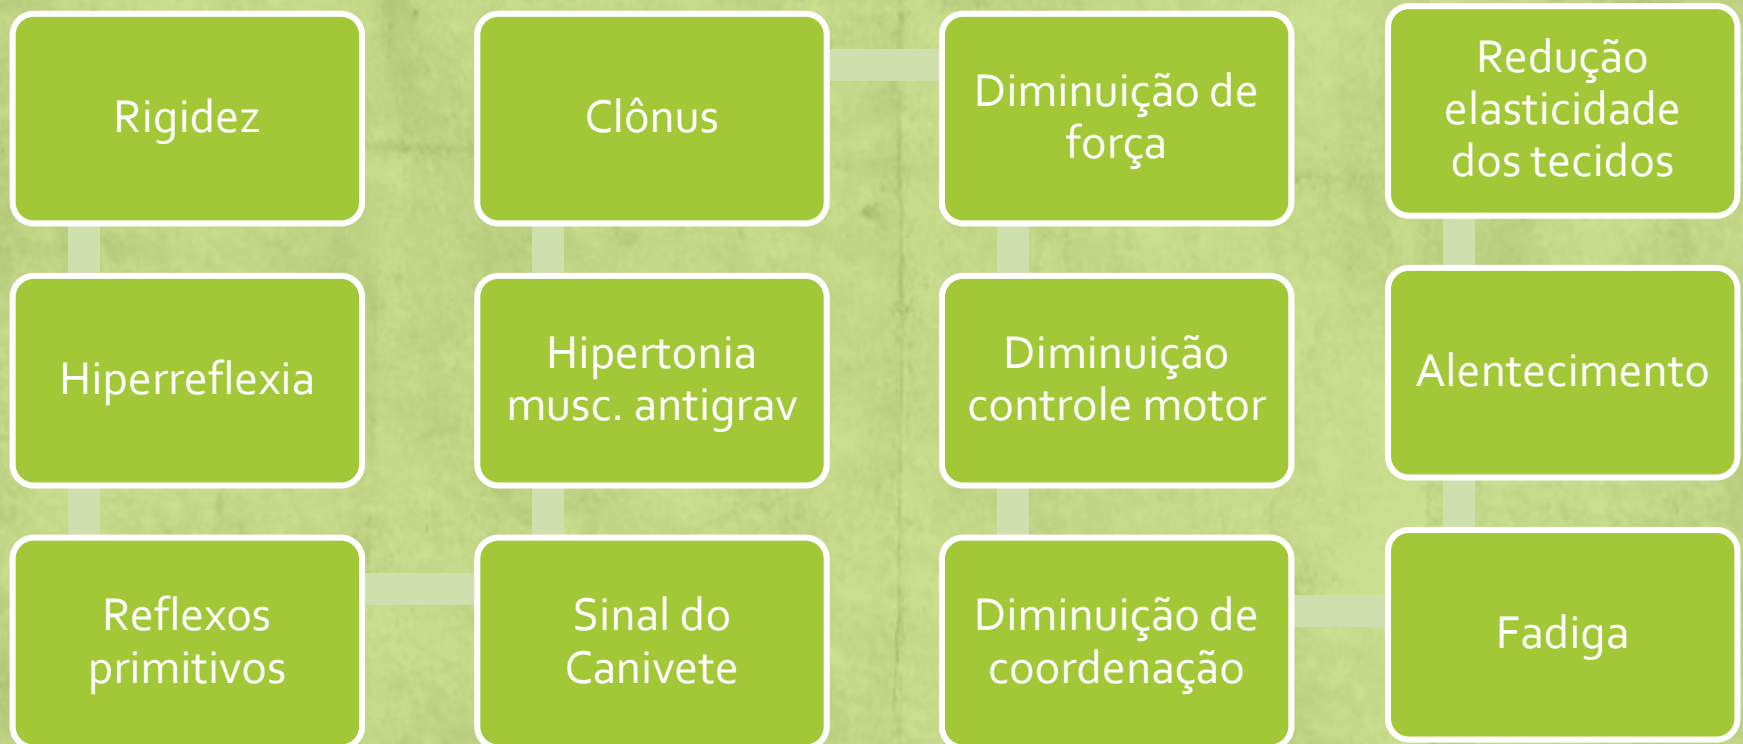 Rigidez
Hiperreflexia
Reflexos
primitivos
Sinal do
Canivete
Hipertonia
musc. antigrav
Clônus
Diminuição de
força
Diminuição
controle motor
Diminuição de
coordenação
Fadiga
Alentecimento
Redução
elasticidade
dos tecidos